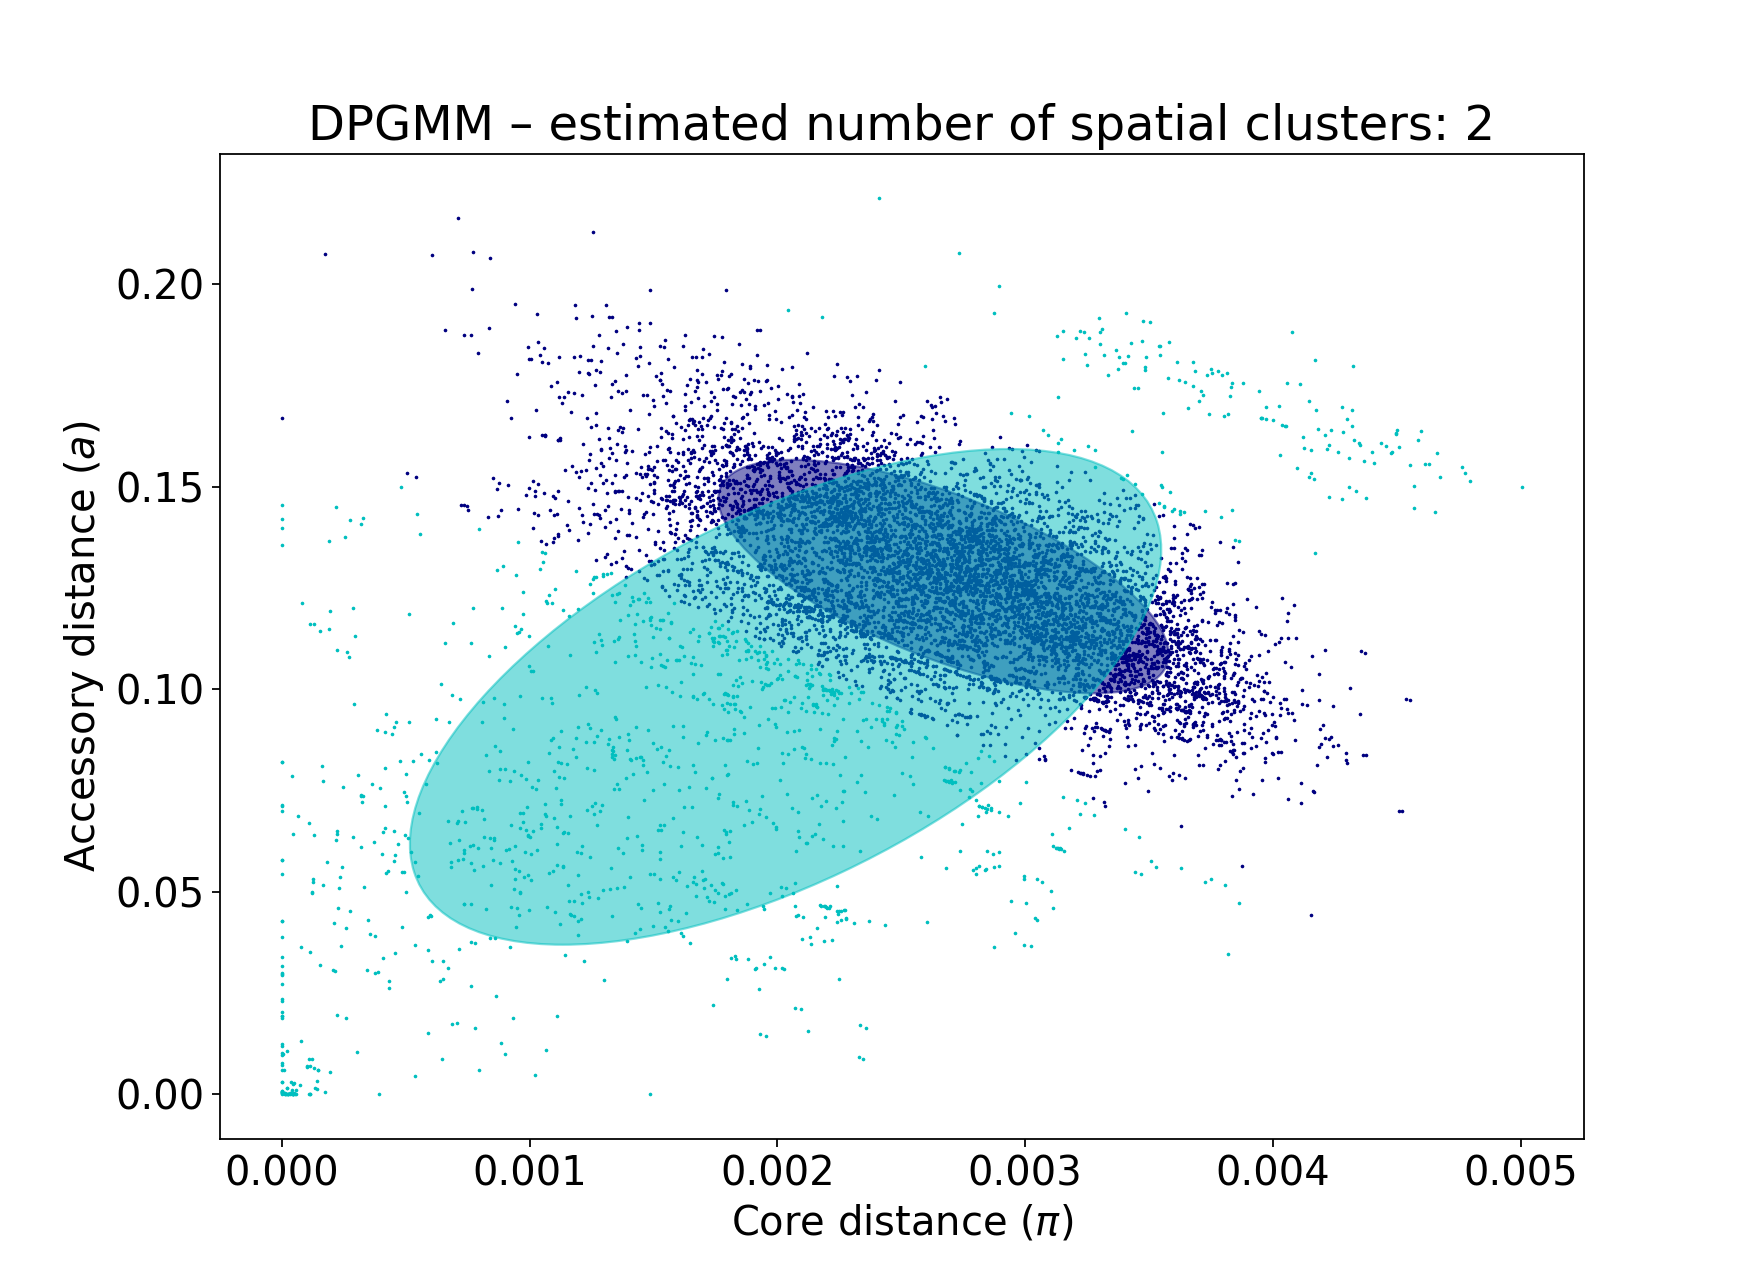 DPGMM – estimated number of spatial clusters: 2
0.20
0.15
0.10
0.05
0.00
Accessory distance (a)
0.000 0.001 0.002 0.003 0.004 0.005
Core distance (π)